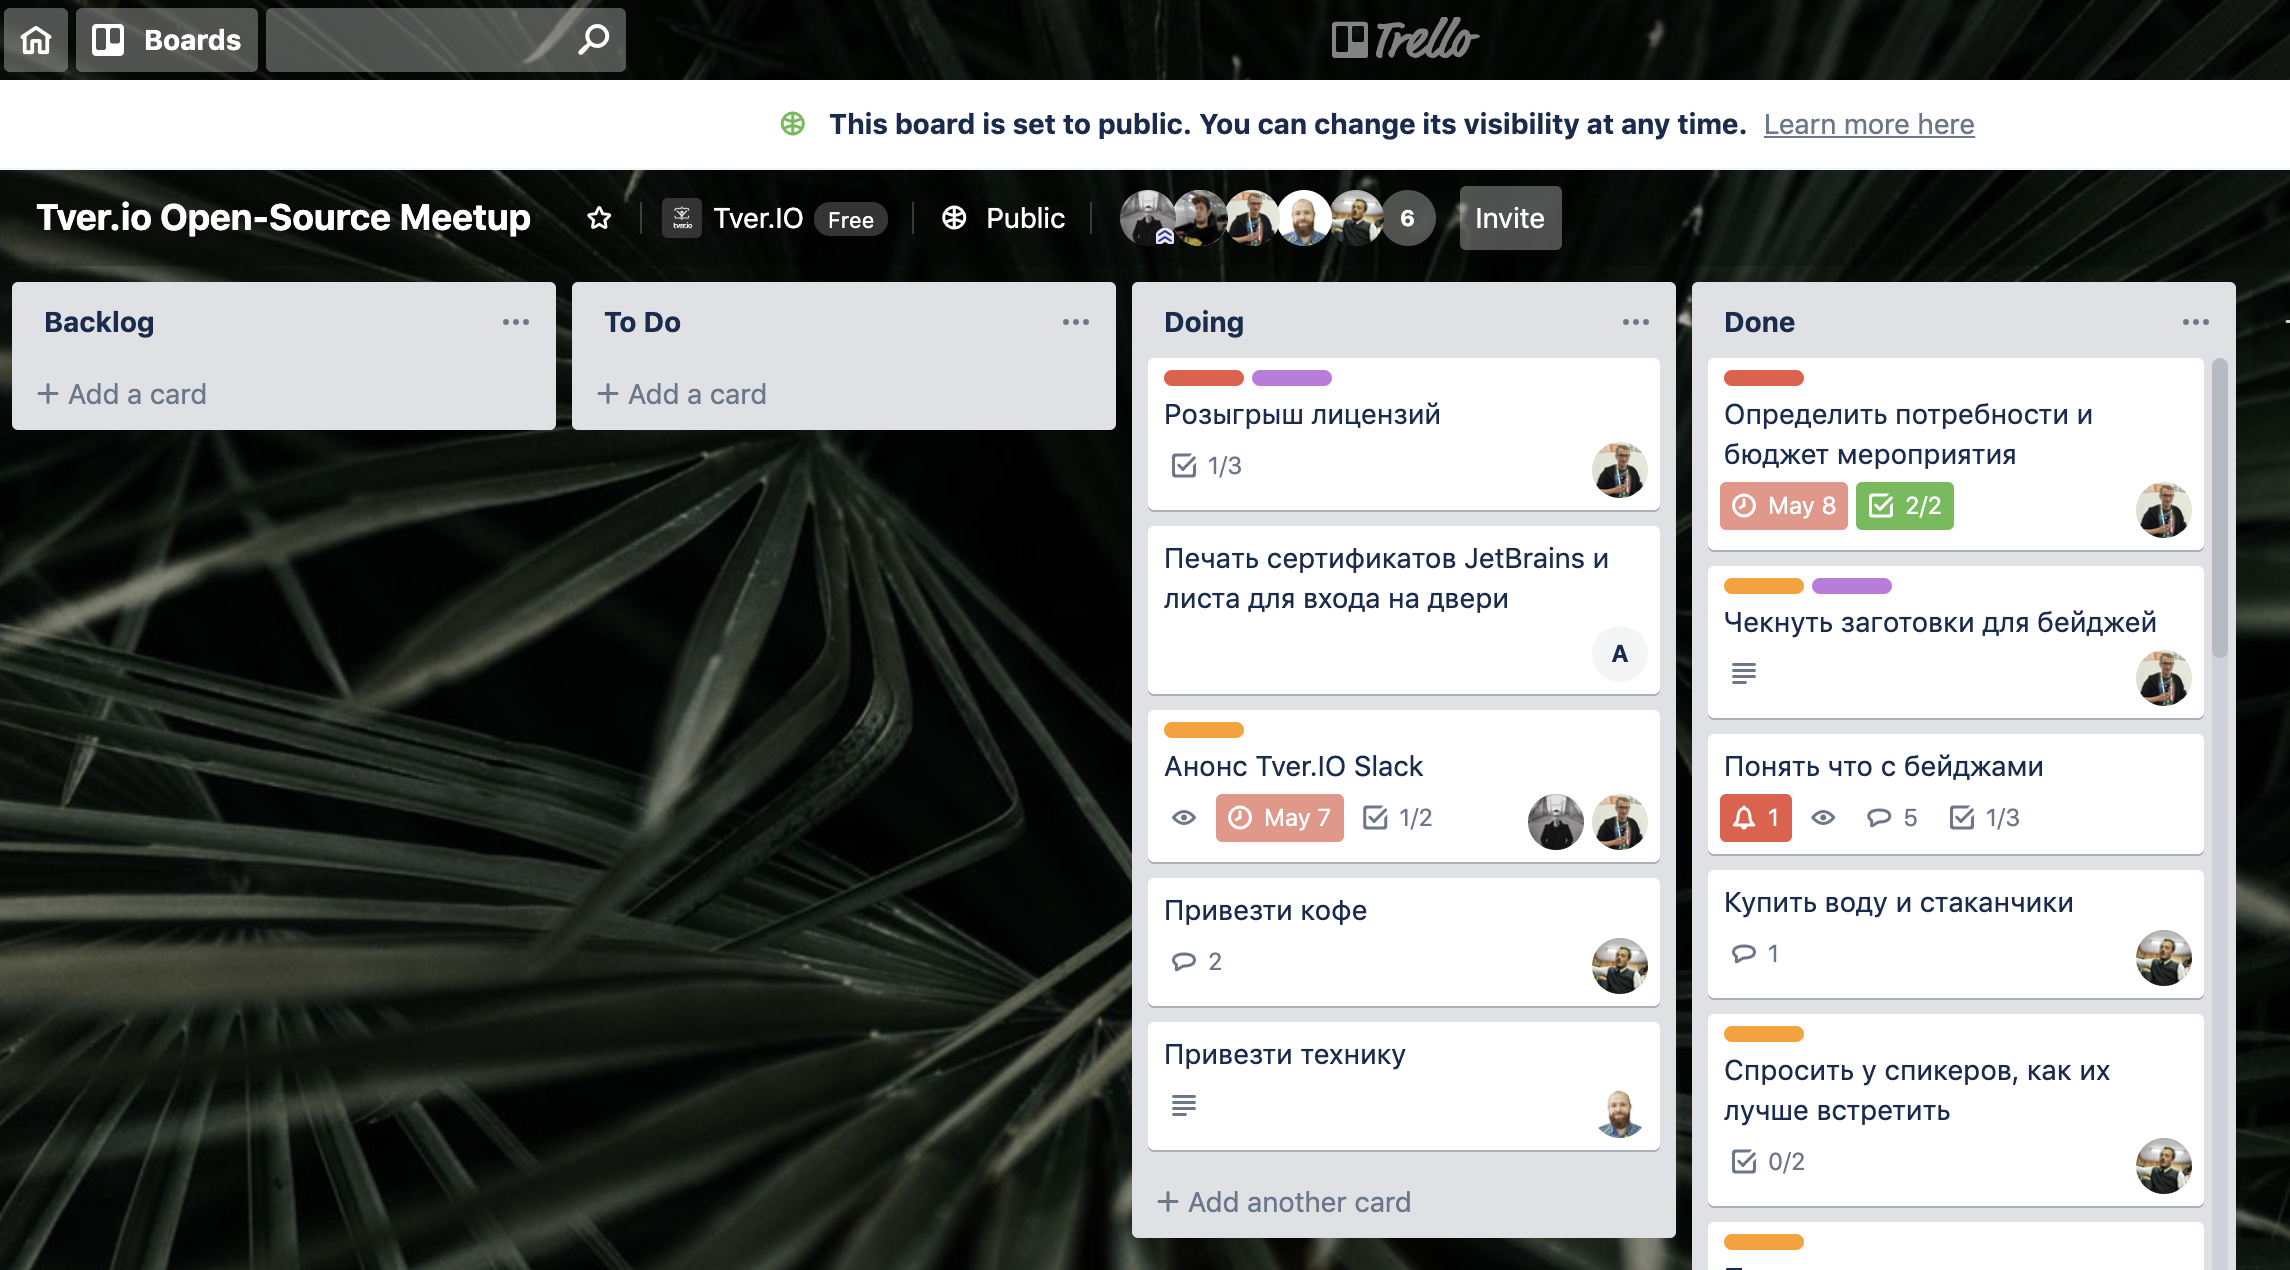 Boards
Trello
This board is set to public. You can change its visibility at any time. Learn more here
Tver.io Open-Source Meetup
Tver.IO Free
Public
6
Invite
Backlog
+ Add a card
To Do
+ Add a card
Doing
Розыгрыш лицензий
1/3
Печать сертификатов JetBrains и
листа для входа на двери
A
Анонс Tver.IO Slack
May 7 1/2
Привезти кофе
2
Привезти технику
+ Add another card
Done
Определить потребности и
бюджет мероприятия
May 8 2/2
Чекнуть заготовки для бейджей
Понять что с бейджами
1 5 1/3
Купить воду и стаканчики
1
Спросить у спикеров, как их
лучше встретить
0/2